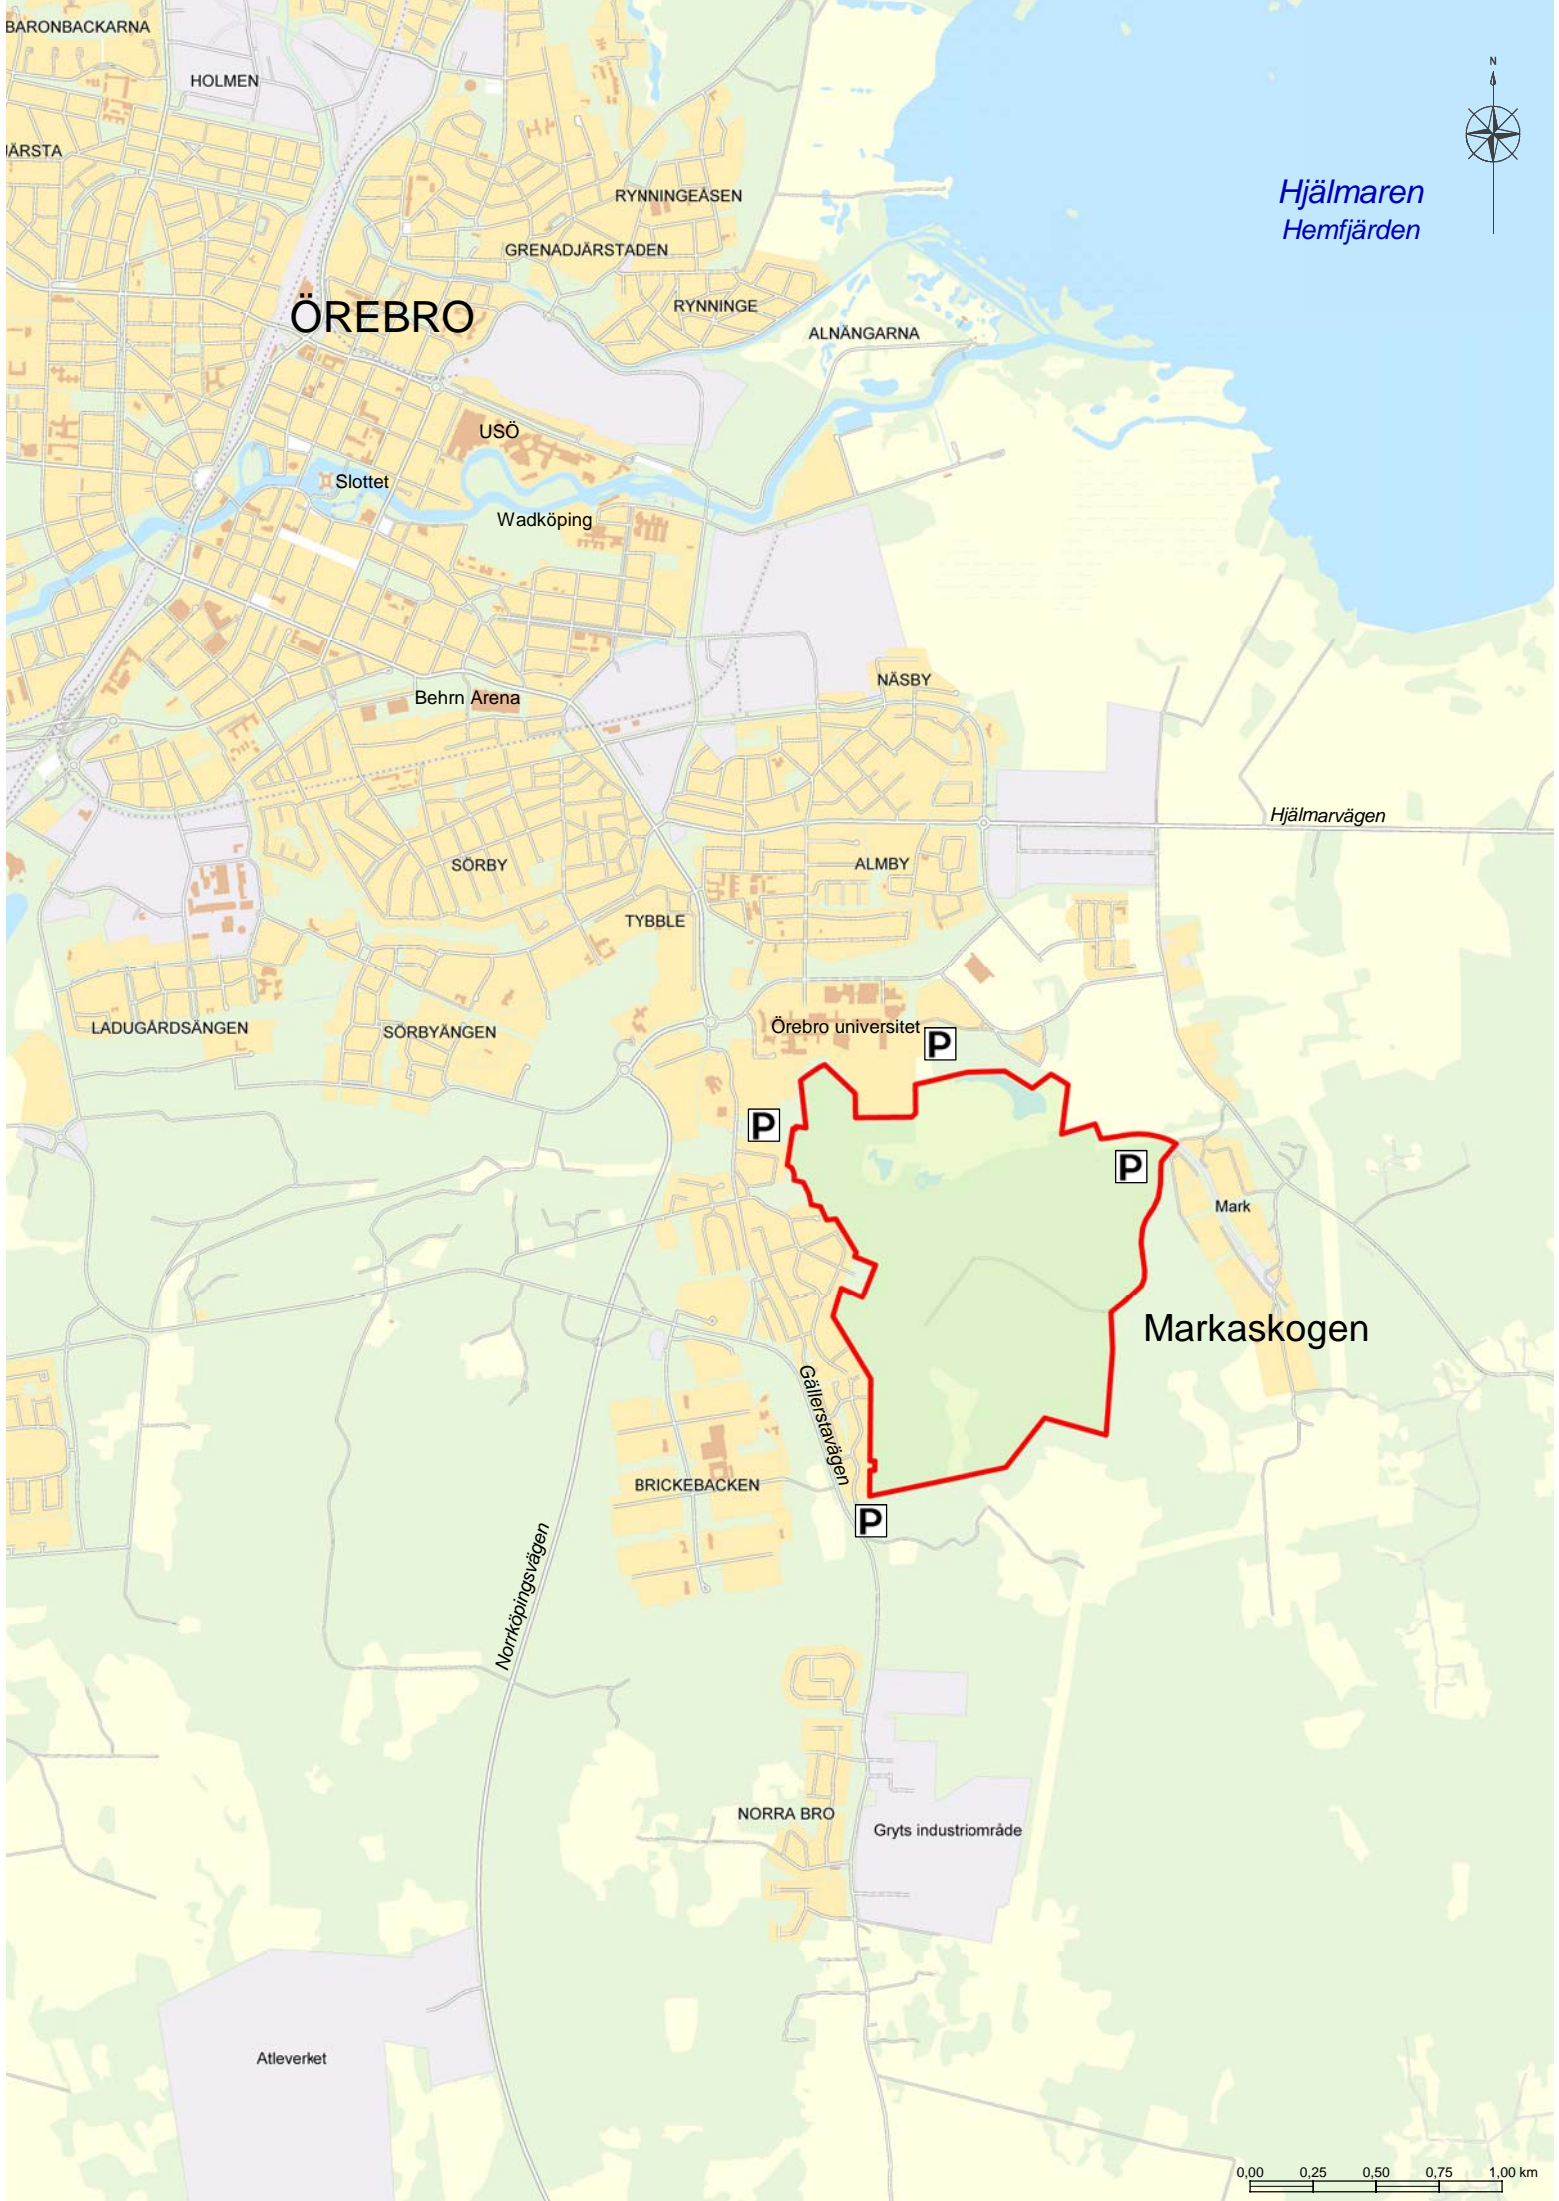 BARONBACKARNA
HOLMEN
N
ÄRSTA
RYNNINGEÅSEN
Hjälmaren
Hemfjärden
GRENADJÄRSTADEN
RYNNINGE
ÖREBRO
ALNÄNGARNA
USÖ
Slottet
Wadköping
NÄSBY
Behrn Arena
Hjälmarvägen
SÖRBY
ALMBY
TYBBLE
LADUGÅRDSÄNGEN
SÖRBYÄNGEN
Örebro universitet
P
P
P
Mark
Markaskogen
Gällerstavägen
BRICKEBACKEN
P
Norrköpingsvägen
NORRA BRO
Gryts industriområde
Atleverket
0,00 0,25 0,50 0,75 1,00 km